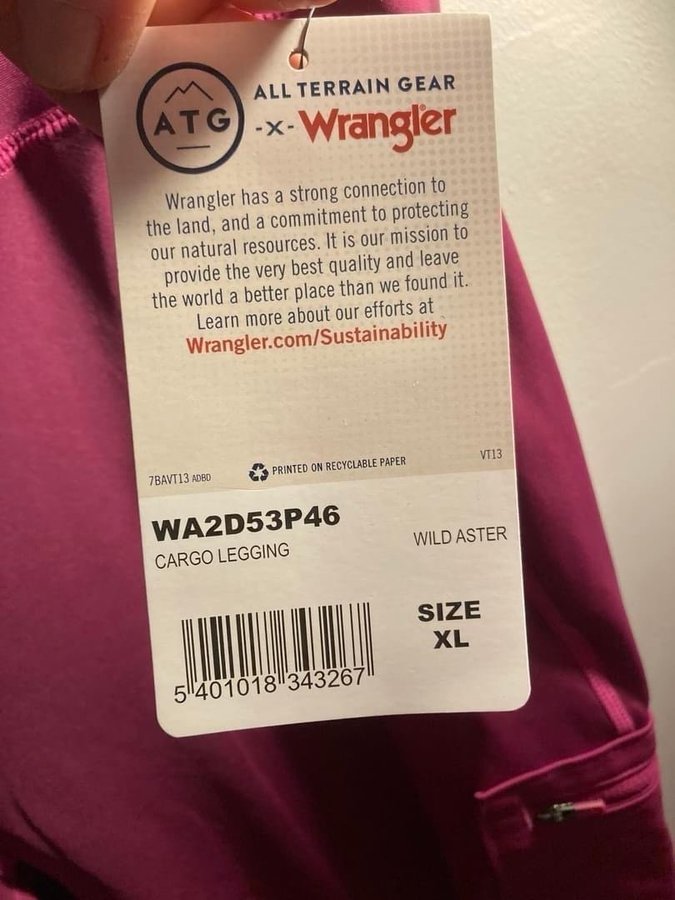 ATG
ALL TERRAIN GEAR
-x- Wrangler
Wrangler has a strong connection to
the land, and a commitment to protecting
our natural resources. It is our mission to
provide the very best quality and leave
the world a better place than we found it.
Learn more about our efforts at
Wrangler.com/Sustainability
7BAVT13 ADBD
PRINTED ON RECYCLABLE PAPER
VT13
WA2D53P46
CARGO LEGGING
WILD ASTER
SIZE
XL
5 401018 343267